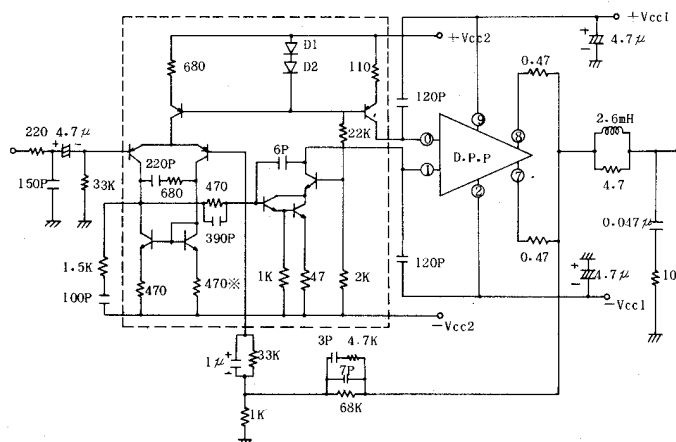 +Vcc1
4.7μ
+
-
D1
D2
+Vcc2
680
110
0.47
120P
22K
2.6mH
220
4.7μ
+
-
6P
0
9
8
D.P.P
1
7
2
4.7
150P
33K
220P
680
470
390P
0.047μ
1.5K
120P
0.47
4.7μ
+
-
470
470※
1K
47
2K
10
100P
-Vcc1
-Vcc2
3P
4.7K
1μ
+
-
33K
7P
68K
1K